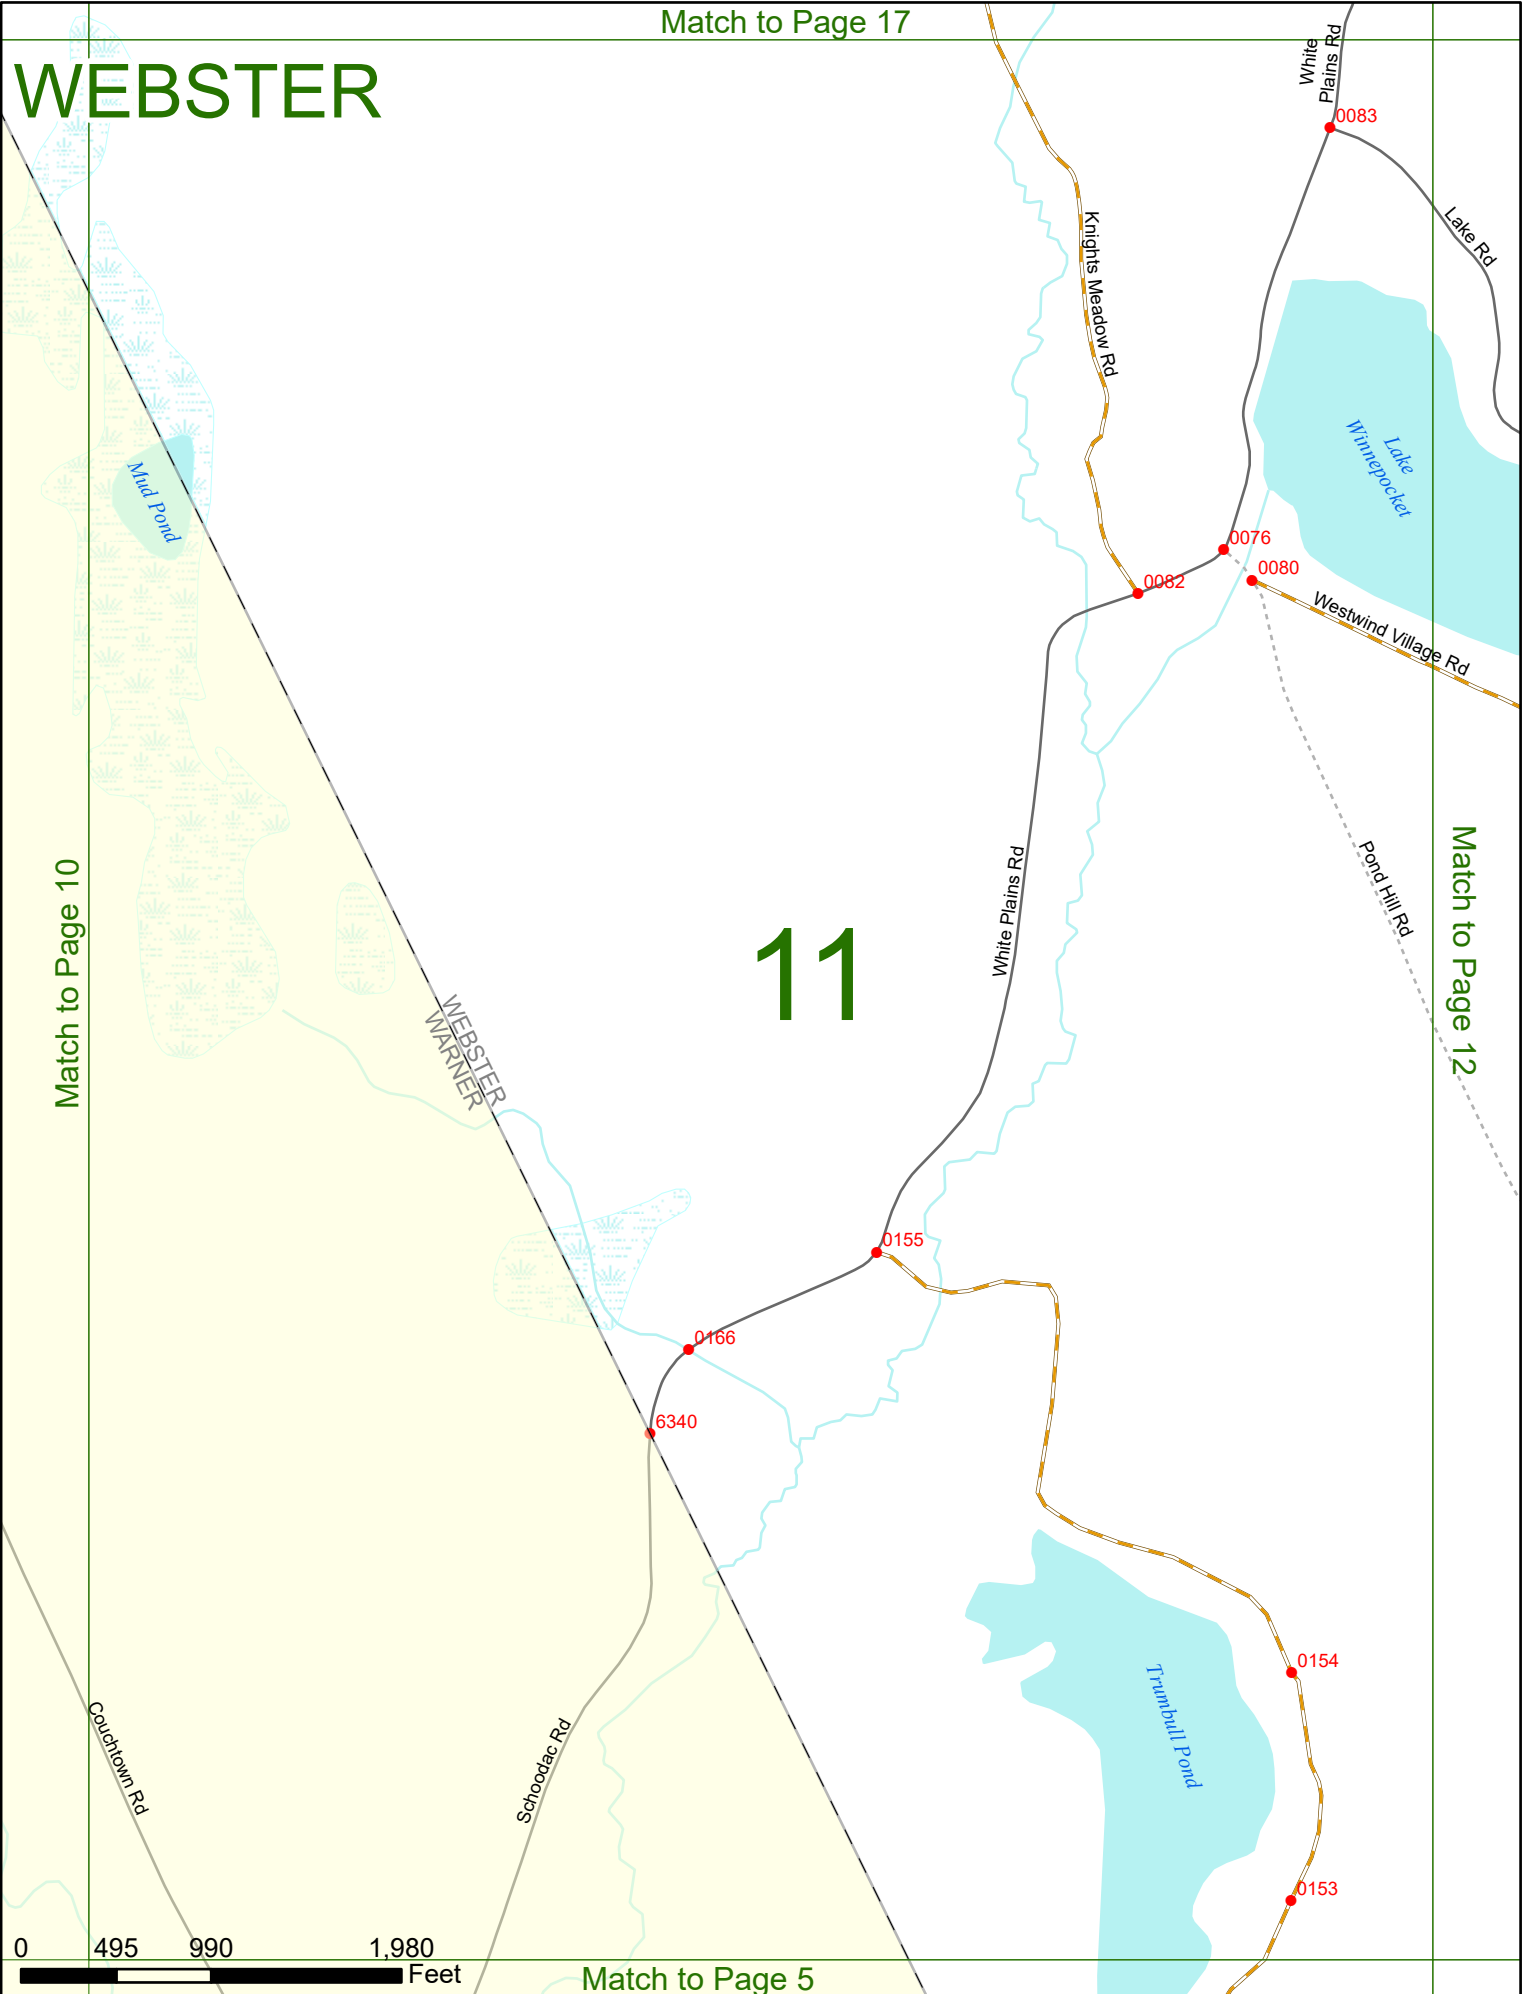 Match to Page 17
WEBSTER
White
Plains Rd
0083
Lake Rd
Knights Meadow Rd
Lake
Winnepocket
Mud Pond
0076
0080
0082
Westwind Village Rd
Pond Hill Rd
White Plains Rd
Match to Page 10
11
Match to Page 12
WEBSTER
WARNER
0155
0166
6340
0154
Trumbull Pond
Couchtown Rd
Schoodac Rd
0153
0 495 990 1,980
Feet
Match to Page 5